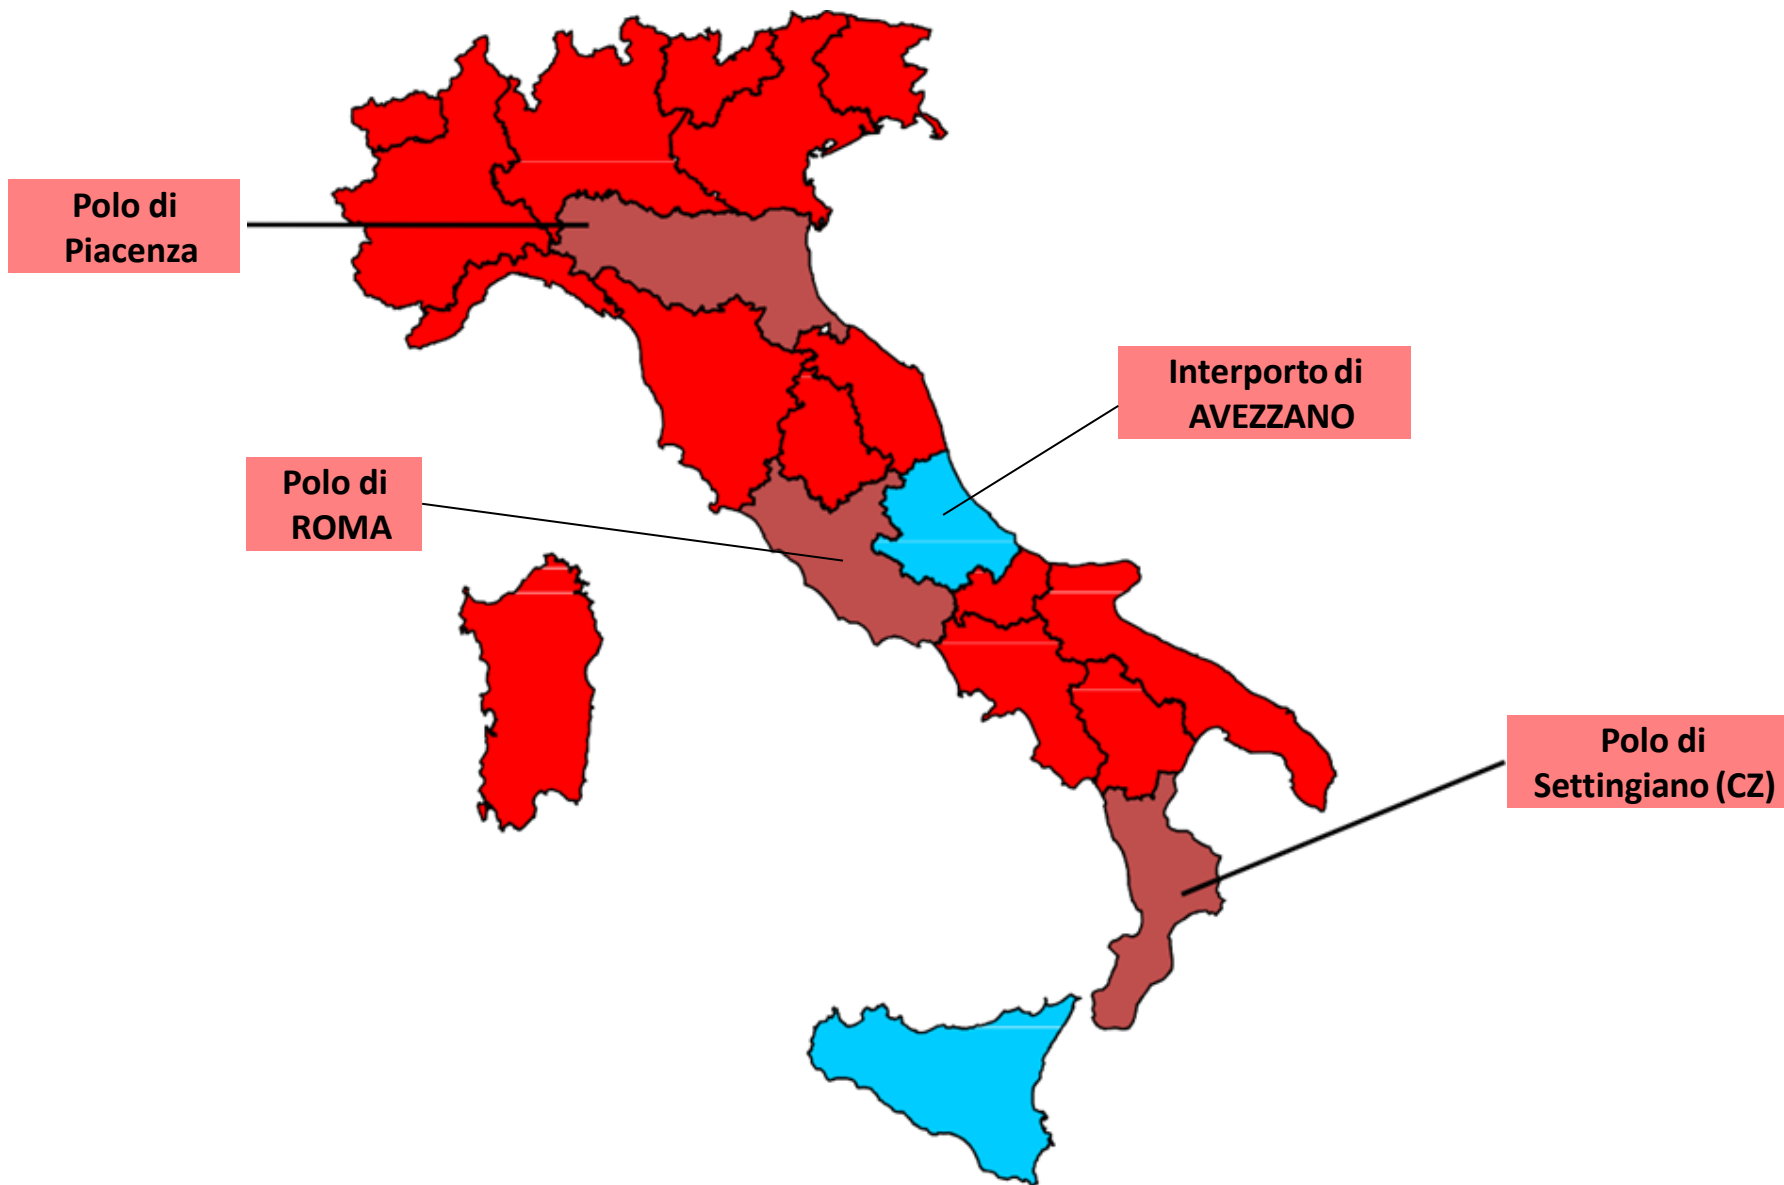 Polo di
Piacenza
Interporto di
AVEZZANO
Polo di
ROMA
Polo di
Settingiano (CZ)